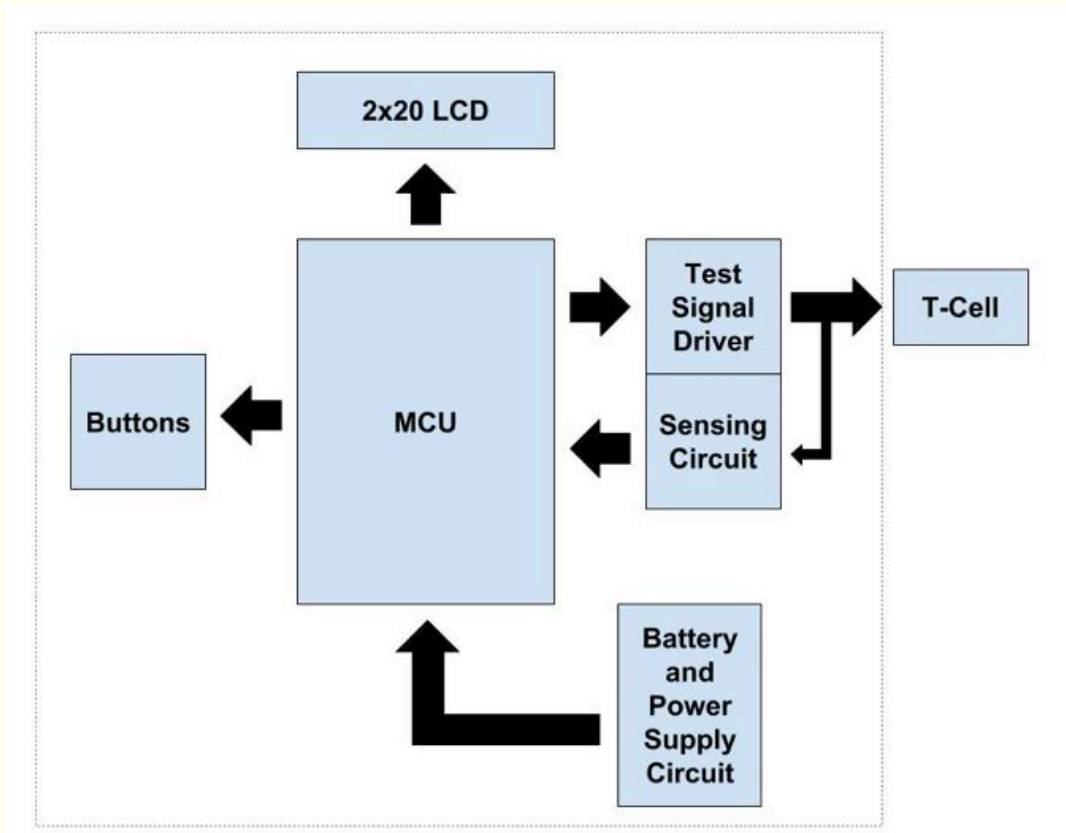 2x20 LCD
Test
Signal
Driver
T-Cell
Buttons
MCU
Sensing
Circuit
Battery
and
Power
Supply
Circuit